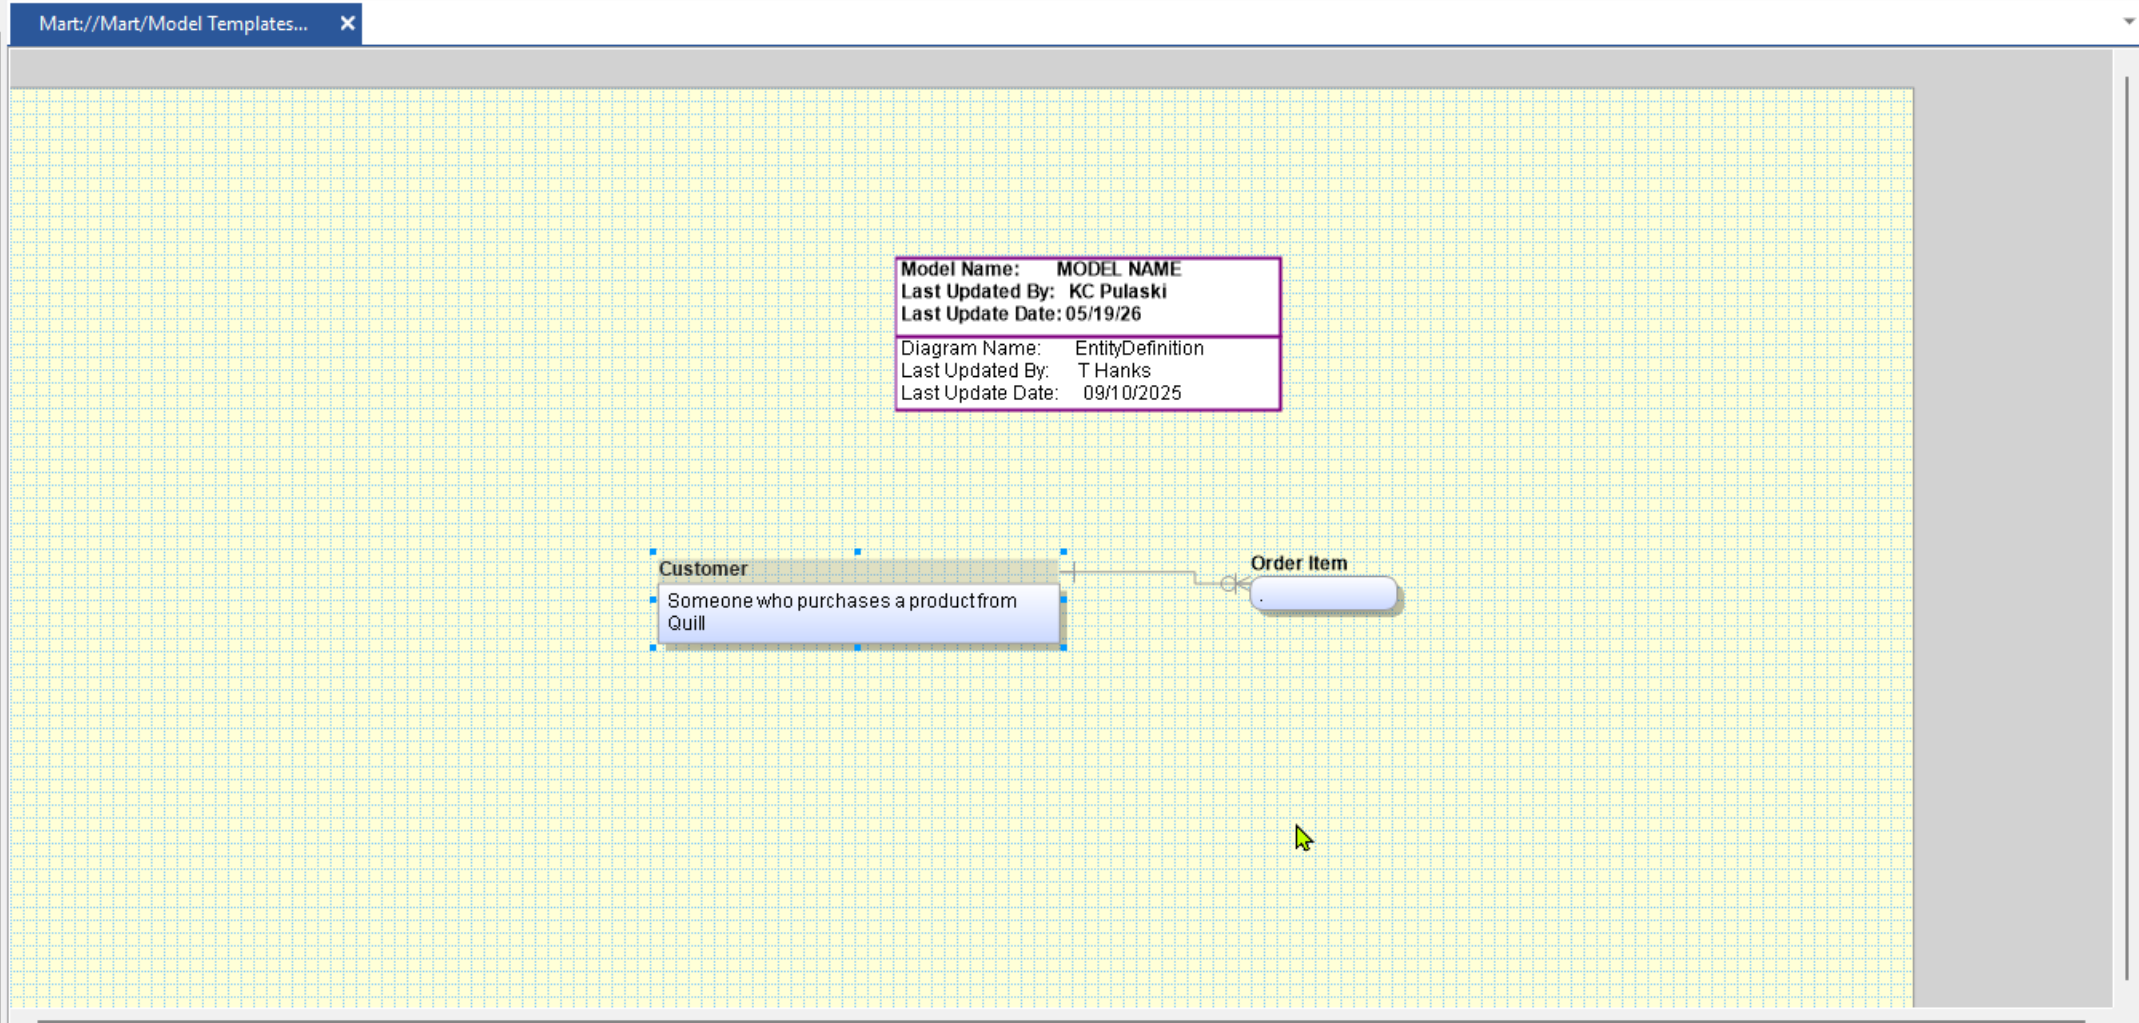 Mart://Mart/Model Templates...
Model Name: MODEL NAME
Last Updated By: KC Pulaski
Last Update Date: 05/19/26
Diagram Name: EntityDefinition
Last Updated By: T Hanks
Last Update Date: 09/10/2025
Customer
Someone who purchases a product from
Quill
Order Item
.